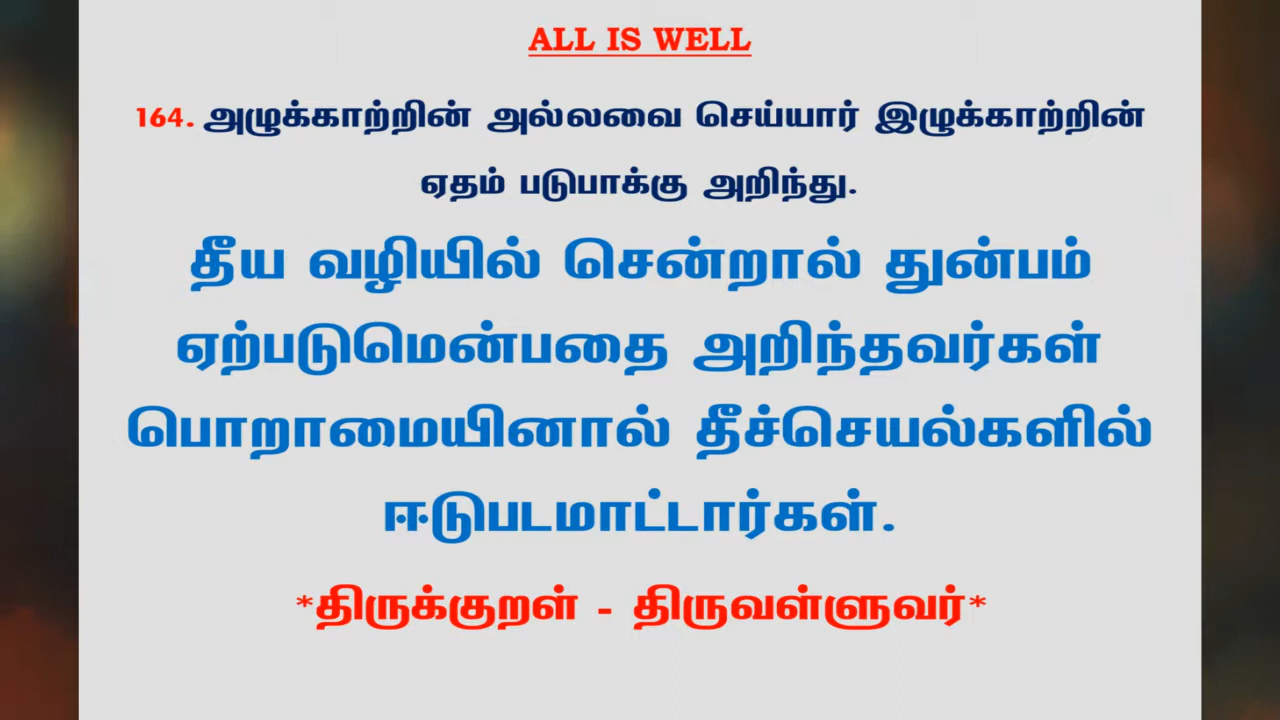 ALL IS WELL
164. அழுக்காற்றின் அல்லவை செய்யார் இழுக்காற்றின்
ஏதம் படுபாக்கு அறிந்து.
தீய வழியில் சென்றால் துன்பம்
ஏற்படுமென்பதை அறிந்தவர்கள்
பொறாமையினால் தீச்செயல்களில்
ஈடுபடமாட்டார்கள்.
*திருக்குறள் - திருவள்ளுவர்*